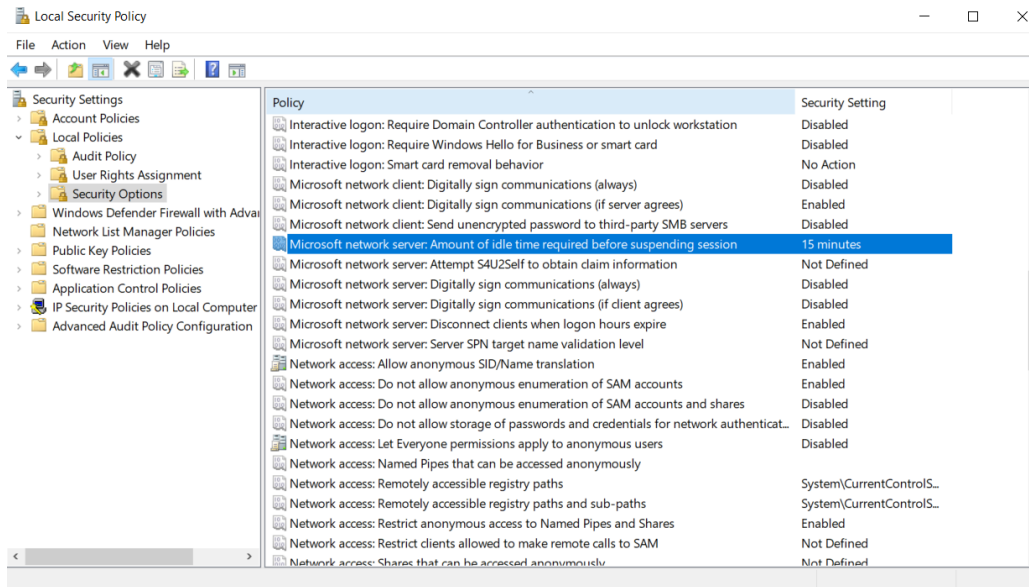 Local Security Policy
File Action View Help
Security Settings
Account Policies
Local Policies
Audit Policy
User Rights Assignment
Security Options
Windows Defender Firewall with Advan
Network List Manager Policies
Public Key Policies
Software Restriction Policies
Application Control Policies
IP Security Policies on Local Computer
Advanced Audit Policy Configuration
Policy Security Setting
Interactive logon: Require Domain Controller authentication to unlock workstation Disabled
Interactive logon: Require Windows Hello for Business or smart card Disabled
Interactive logon: Smart card removal behavior No Action
Microsoft network client: Digitally sign communications (always) Disabled
Microsoft network client: Digitally sign communications (if server agrees) Enabled
Microsoft network client: Send unencrypted password to third-party SMB servers Disabled
Microsoft network server: Amount of idle time required before suspending session 15 minutes
Microsoft network server: Attempt S4U2Self to obtain claim information Not Defined
Microsoft network server: Digitally sign communications (always) Disabled
Microsoft network server: Digitally sign communications (if client agrees) Disabled
Microsoft network server: Disconnect clients when logon hours expire Enabled
Microsoft network server: Server SPN target name validation level Not Defined
Network access: Allow anonymous SID/Name translation Enabled
Network access: Do not allow anonymous enumeration of SAM accounts Enabled
Network access: Do not allow anonymous enumeration of SAM accounts and shares Disabled
Network access: Do not allow storage of passwords and credentials for network authenticat... Disabled
Network access: Let Everyone permissions apply to anonymous users Disabled
Network access: Named Pipes that can be accessed anonymously
Network access: Remotely accessible registry paths System\CurrentControlS...
Network access: Remotely accessible registry paths and sub-paths System\CurrentControlS...
Network access: Restrict anonymous access to Named Pipes and Shares Enabled
Network access: Restrict clients allowed to make remote calls to SAM Not Defined
Network access: Shares that can be accessed anonymously Not Defined